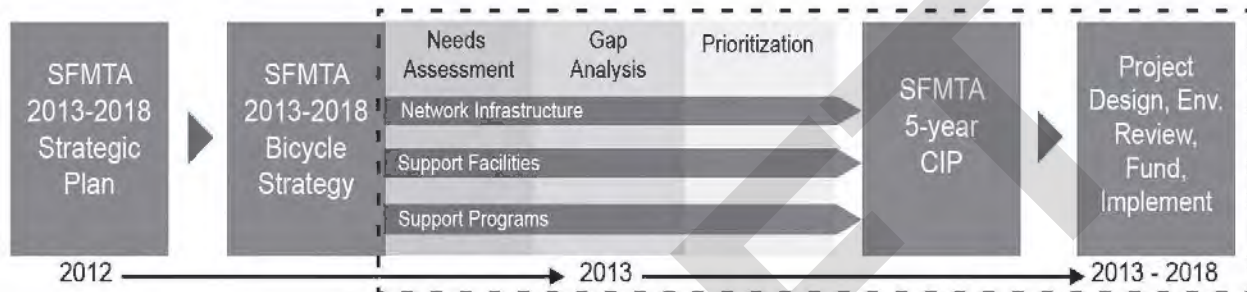 SFMTA
2013-2018
Strategic
Plan
SFMTA
2013-2018
Bicycle
Strategy
Needs
Assessment
Gap
Analysis
Prioritization
Network Infrastructure
Support Facilities
Support Programs
SFMTA
5-year
CIP
Project
Design, Env.
Review,
Fund,
Implement
2012
2013
2013 - 2018